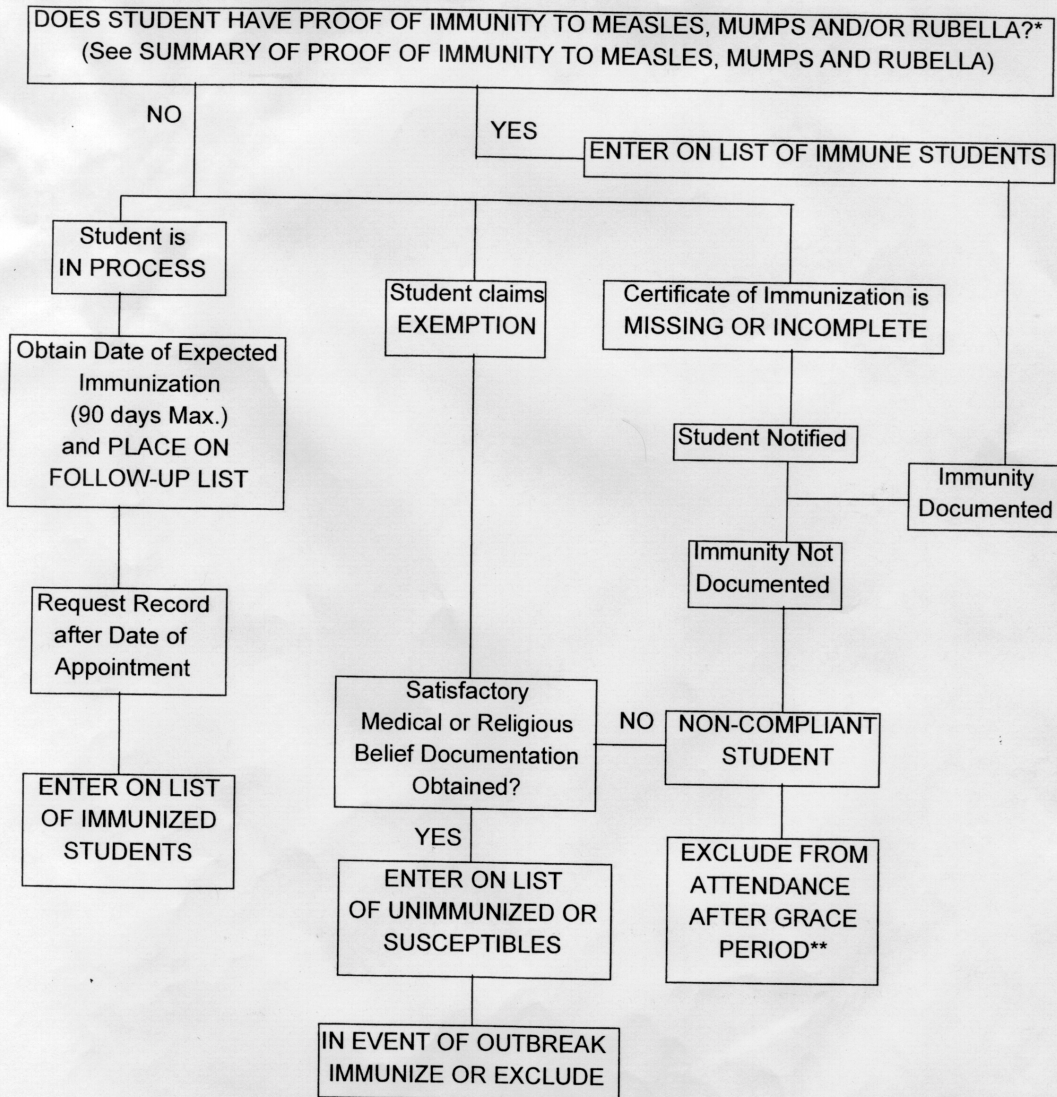 DOES STUDENT HAVE PROOF OF IMMUNITY TO MEASLES, MUMPS AND/OR RUBELLA?*
(See SUMMARY OF PROOF OF IMMUNITY TO MEASLES, MUMPS AND RUBELLA)
NO
YES
ENTER ON LIST OF IMMUNE STUDENTS
Student is
IN PROCESS
Student claims
EXEMPTION
Certificate of Immunization is
MISSING OR INCOMPLETE
Obtain Date of Expected
Immunization
(90 days Max.)
and PLACE ON
FOLLOW-UP LIST
Student Notified
Immunity
Documented
Immunity Not
Documented
Request Record
after Date of
Appointment
Satisfactory
Medical or Religious
Belief Documentation
Obtained?
NO
NON-COMPLIANT
STUDENT
ENTER ON LIST
OF IMMUNIZED
STUDENTS
YES
ENTER ON LIST
OF UNIMMUNIZED OR
SUSCEPTIBLES
EXCLUDE FROM
ATTENDANCE
AFTER GRACE
PERIOD**
IN EVENT OF OUTBREAK
IMMUNIZE OR EXCLUDE